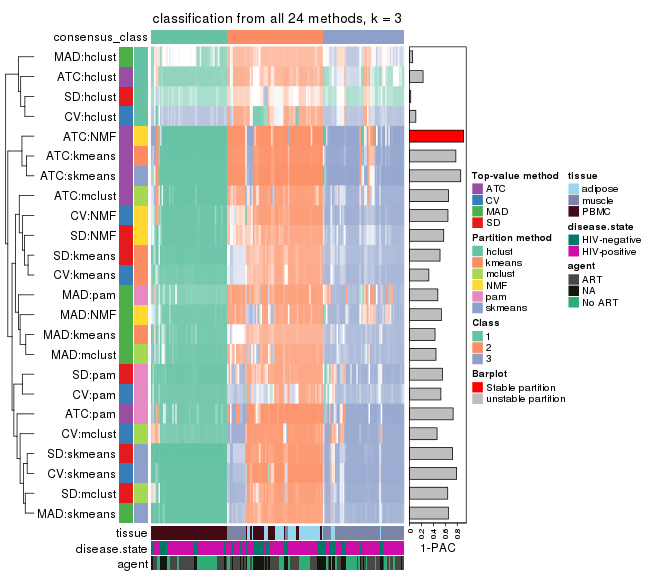 classification from all 24 methods, k = 3
consensus_class
MAD:hclust
ATC:hclust
SD:hclust
CV:hclust
ATC:NMF
ATC:kmeans
ATC:skmeans
ATC:mclust
CV:NMF
SD:NMF
SD:kmeans
CV:kmeans
MAD:pam
MAD:NMF
MAD:kmeans
MAD:mclust
SD:pam
CV:pam
ATC:pam
CV:mclust
SD:skmeans
CV:skmeans
SD:mclust
MAD:skmeans
tissue
disease.state
agent
0 0.2 0.4 0.6 0.8
1-PAC
Top-value method
ATC
CV
MAD
SD
Partition method
hclust
kmeans
mclust
NMF
pam
skmeans
Class
1
2
3
Barplot
Stable partition
unstable partition
tissue
adipose
muscle
PBMC
disease.state
HIV-negative
HIV-positive
agent
ART
NA
No ART